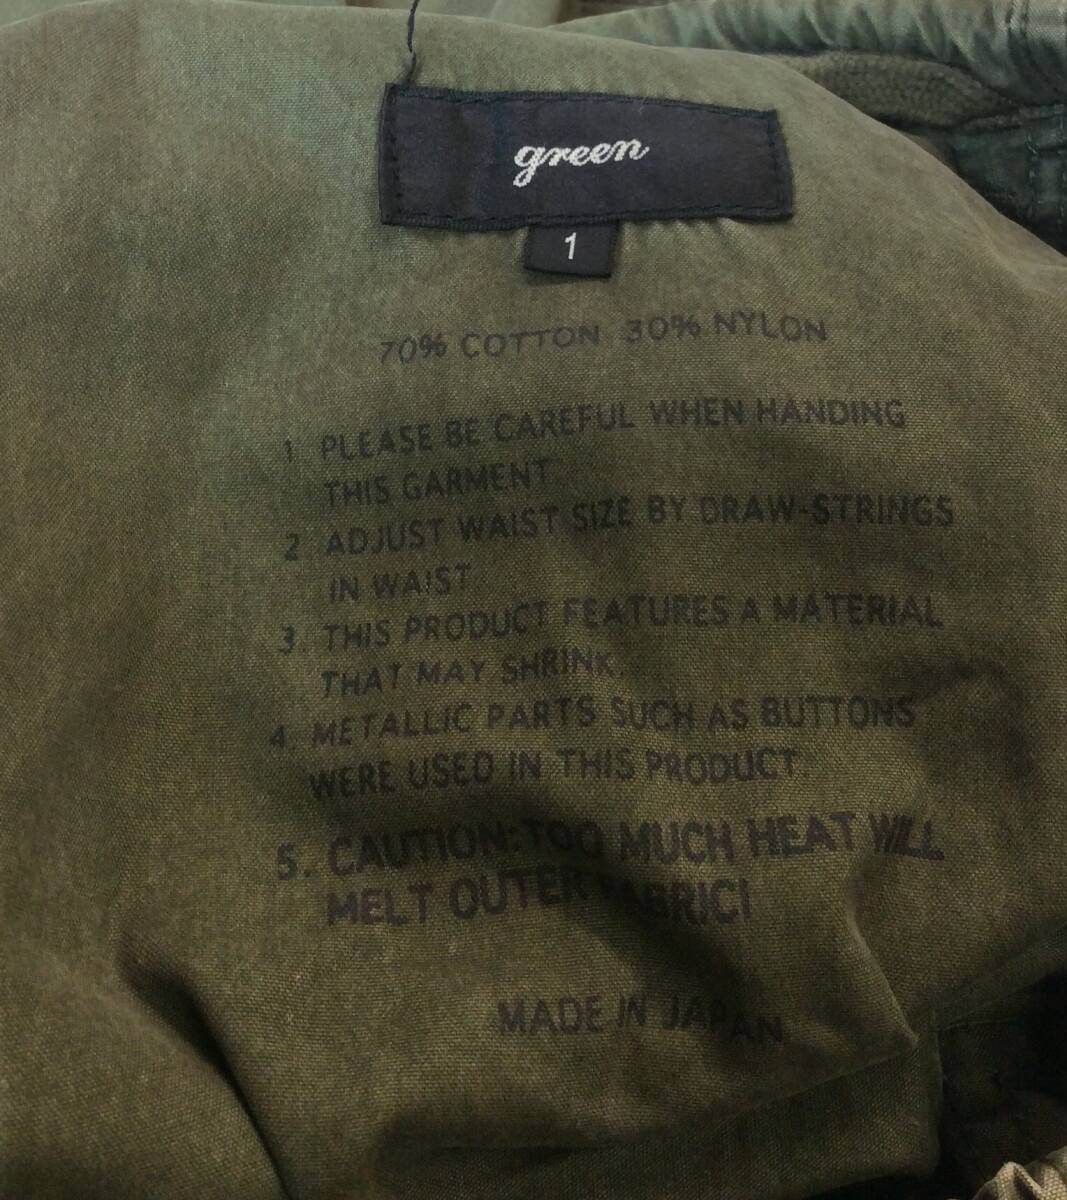 green
1
70% COTTON 30% NYLON
1 PLEASE BE CAREFUL WHEN HANDING
THIS GARMENT
2 ADJUST WAIST SIZE BY DRAW-STRINGS
IN WAIST.
3. THIS PRODUCT FEATURES A MATERIAL
THAT MAY SHRINK.
4. METALLIC PARTS SUCH AS BUTTONS
WERE USED IN THIS PRODUCT.
5. CAUTION: TOO MUCH HEAT WILL
MELT OUTER FABRIC!
MADE IN JAPAN